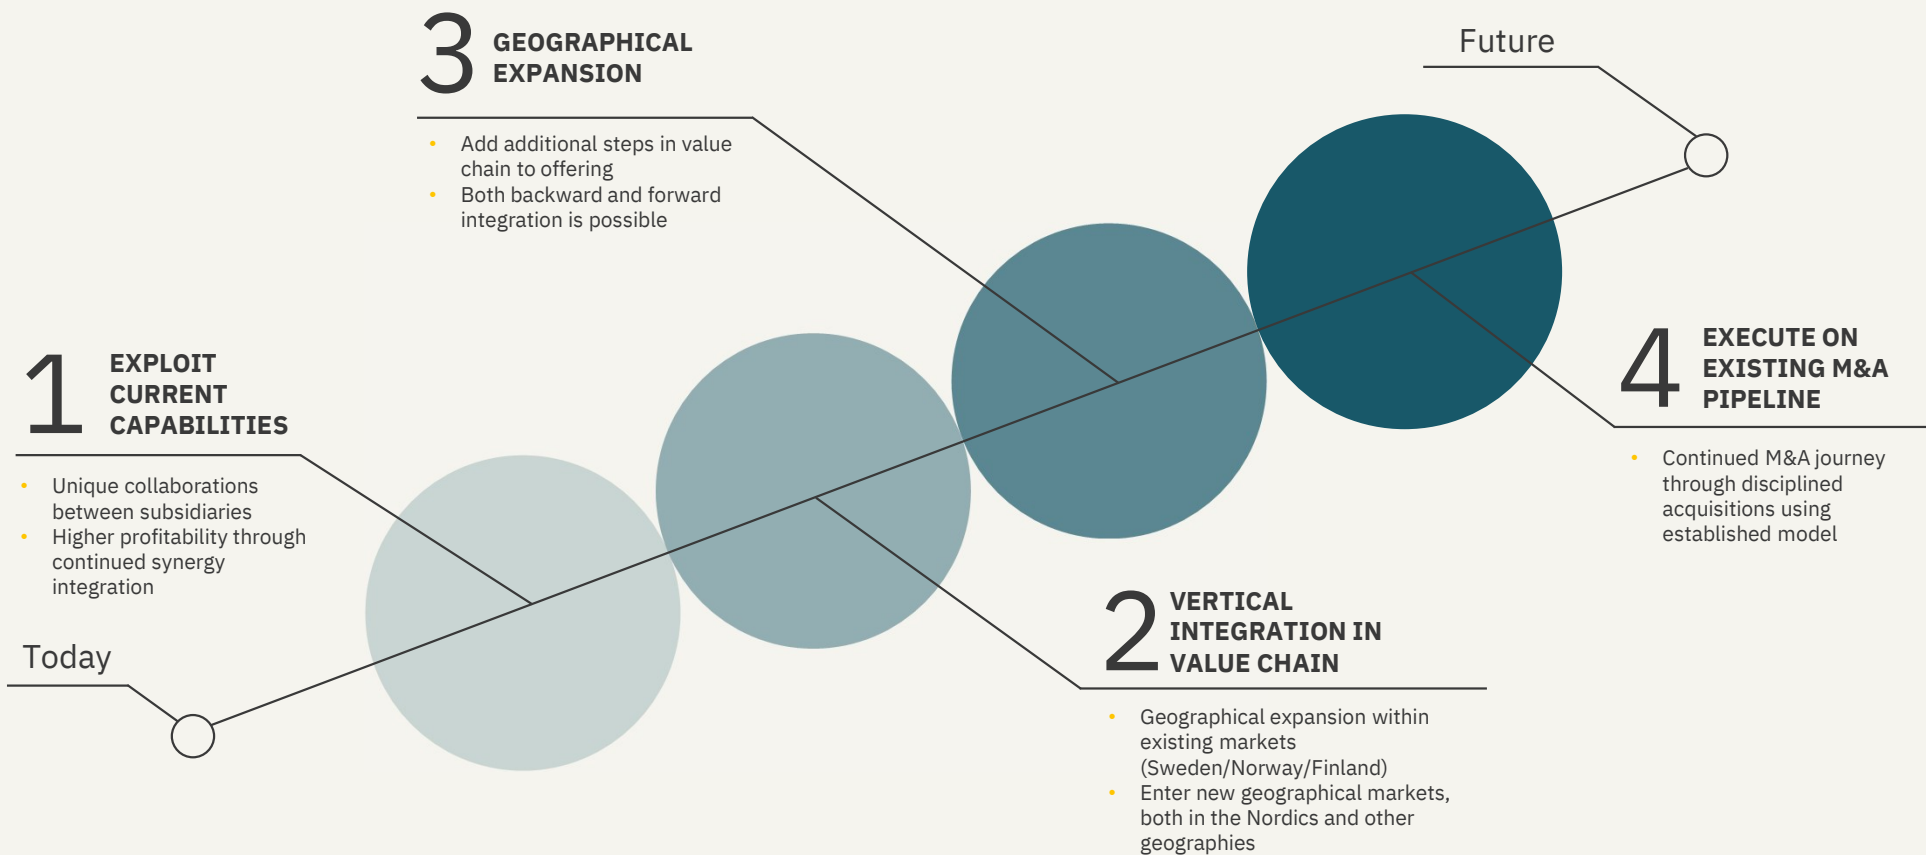 3
GEOGRAPHICAL
EXPANSION
• Add additional steps in value
chain to offering
• Both backward and forward
integration is possible
Future
1
EXPLOIT
CURRENT
CAPABILITIES
• Unique collaborations
between subsidiaries
• Higher profitability through
continued synergy
integration
4
EXECUTE ON
EXISTING M&A
PIPELINE
• Continued M&A journey
through disciplined
acquisitions using
established model
Today
2
VERTICAL
INTEGRATION IN
VALUE CHAIN
• Geographical expansion within
existing markets
(Sweden/Norway/Finland)
• Enter new geographical markets,
both in the Nordics and other
geographies